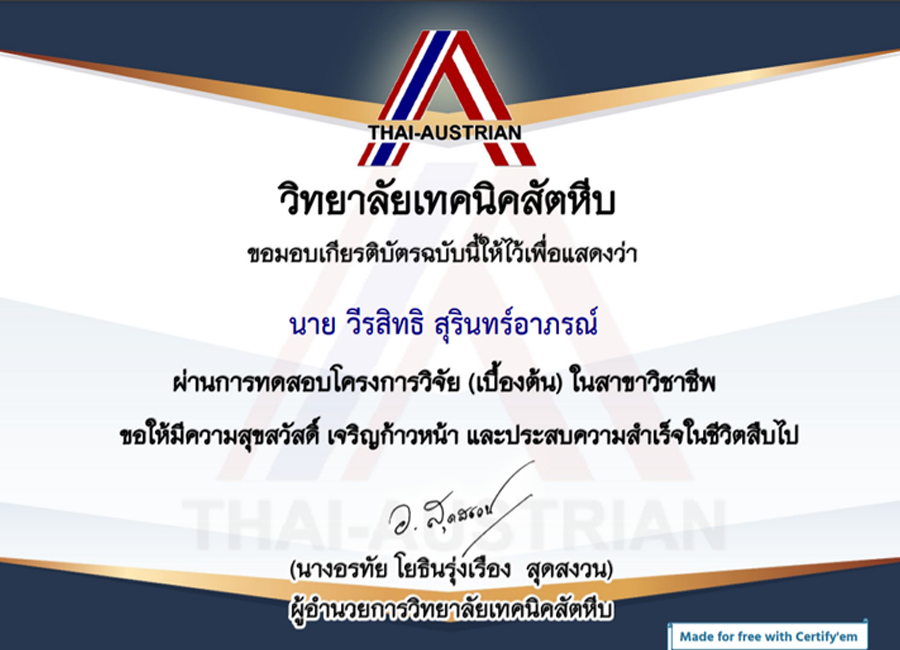 THAI-AUSTRIAN
วิทยาลัยเทคนิคสัตหีบ
ขอมอบเกียรติบัตรฉบับนี้ให้ไว้เพื่อแสดงว่า
นาย วีรสิทธิ สุรินทร์อาภรณ์
ผ่านการทดสอบโครงการวิจัย (เบื้องต้น) ในสาขาวิชาชีพ
ขอให้มีความสุขสวัสดิ์ เจริญก้าวหน้า และประสบความสำเร็จในชีวิตสืบไป
อ. สุดสงวน
THAI-AUSTRIAN
(นางอรทัย โยธินรุ่งเรือง สุดสงวน)
ผู้อำนวยการวิทยาลัยเทคนิคสัตหีบ
Made for free with Certify'em